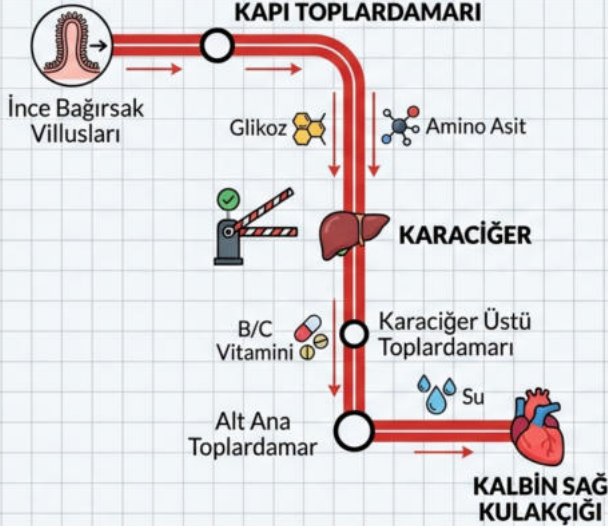 KAPI TOPLARDAMARI
İnce Bağırsak
Villusları
Glikoz
Amino Asit
KARACİĞER
B/C
Vitamini
Karaciğer Üstü
Toplardamarı
Su
Alt Ana
Toplardamar
KALBİN SAĞ
KULAKÇIĞI